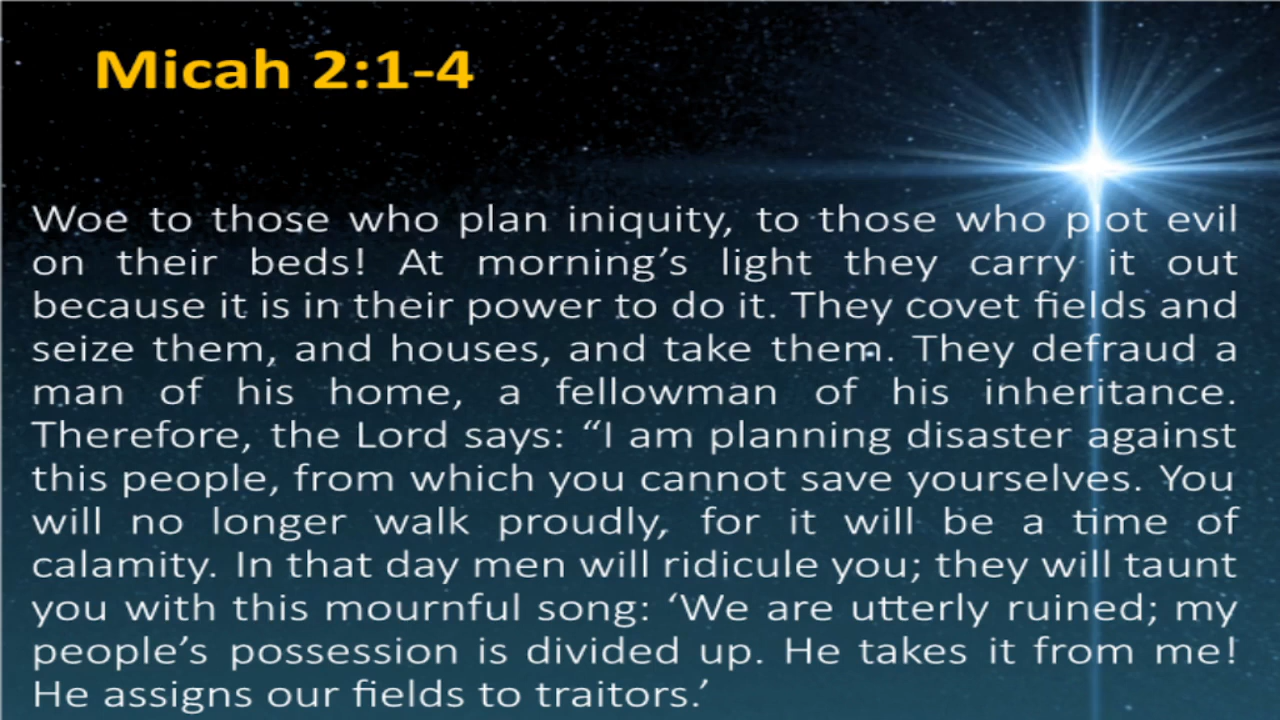 Micah 2:1-4
Woe to those who plan iniquity, to those who plot evil
on their beds! At morning’s light they carry it out
because it is in their power to do it. They covet fields and
seize them, and houses, and take them. They defraud a
man of his home, a fellowman of his inheritance.
Therefore, the Lord says: “I am planning disaster against
this people, from which you cannot save yourselves. You
will no longer walk proudly, for it will be a time of
calamity. In that day men will ridicule you; they will taunt
you with this mournful song: ‘We are utterly ruined; my
people’s possession is divided up. He takes it from me!
He assigns our fields to traitors.’